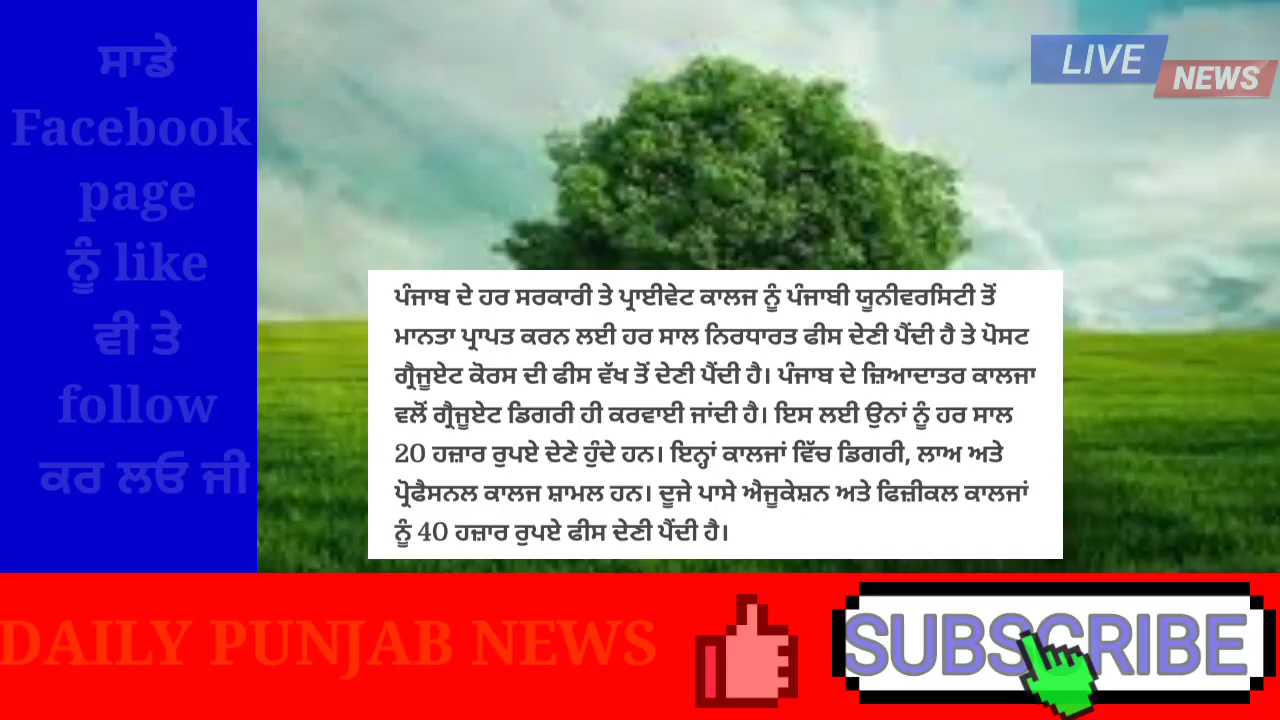 ਸਾਡੇ
Facebook
page
ਨੂੰ like
ਵੀ ਤੇ
follow
ਕਰ ਲਓ ਜੀ
LIVE
NEWS
ਪੰਜਾਬ ਦੇ ਹਰ ਸਰਕਾਰੀ ਤੇ ਪ੍ਰਾਈਵੇਟ ਕਾਲਜ ਨੂੰ ਪੰਜਾਬੀ ਯੂਨੀਵਰਸਿਟੀ ਤੋਂ
ਮਾਨਤਾ ਪ੍ਰਾਪਤ ਕਰਨ ਲਈ ਹਰ ਸਾਲ ਨਿਰਧਾਰਤ ਫੀਸ ਦੇਣੀ ਪੈਂਦੀ ਹੈ ਤੇ ਪੋਸਟ
ਗ੍ਰੈਜੂਏਟ ਕੋਰਸ ਦੀ ਫੀਸ ਵੱਖ ਤੋਂ ਦੇਣੀ ਪੈਂਦੀ ਹੈ। ਪੰਜਾਬ ਦੇ ਜ਼ਿਆਦਾਤਰ ਕਾਲਜਾ
ਵਲੋਂ ਗ੍ਰੈਜੂਏਟ ਡਿਗਰੀ ਹੀ ਕਰਵਾਈ ਜਾਂਦੀ ਹੈ। ਇਸ ਲਈ ਉਨਾਂ ਨੂੰ ਹਰ ਸਾਲ
20 ਹਜ਼ਾਰ ਰੁਪਏ ਦੇਣੇ ਹੁੰਦੇ ਹਨ। ਇਨ੍ਹਾਂ ਕਾਲਜਾਂ ਵਿੱਚ ਡਿਗਰੀ, ਲਾਅ ਅਤੇ
ਪ੍ਰੋਫੈਸਨਲ ਕਾਲਜ ਸ਼ਾਮਲ ਹਨ। ਦੂਜੇ ਪਾਸੇ ਐਜੂਕੇਸ਼ਨ ਅਤੇ ਫਿਜ਼ੀਕਲ ਕਾਲਜਾਂ
ਨੂੰ 40 ਹਜ਼ਾਰ ਰੁਪਏ ਫੀਸ ਦੇਣੀ ਪੈਂਦੀ ਹੈ।
DAILY PUNJAB NEWS
SUBSCRIBE